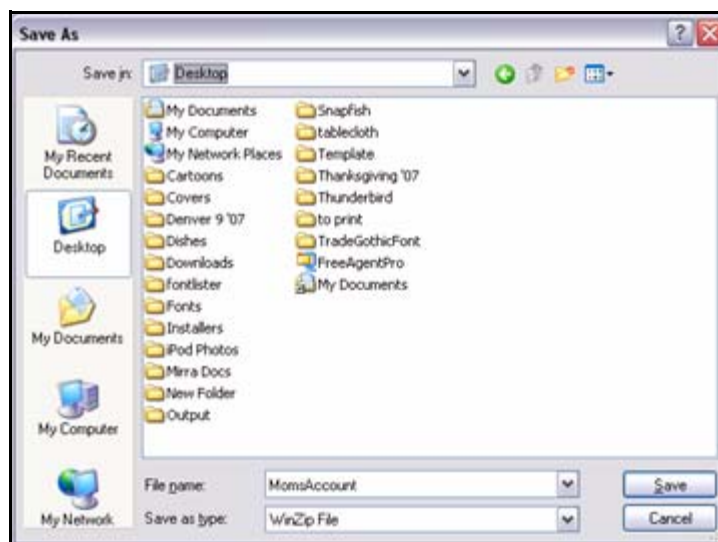 Save As
Save in: Desktop
My Recent Documents
Desktop
My Documents
My Computer
My Network
My Documents
My Computer
My Network Places
Cartoons
Covers
Denver 9 '07
Dishes
Downloads
fontlister
Fonts
Installers
iPod Photos
Mirra Docs
New Folder
Output
Snapfish
tablecloth
Template
Thanksgiving '07
Thunderbird
to print
TradeGothicFont
FreeAgentPro
My Documents
File name: MomsAccount
Save
Save as type: WinZip File
Cancel